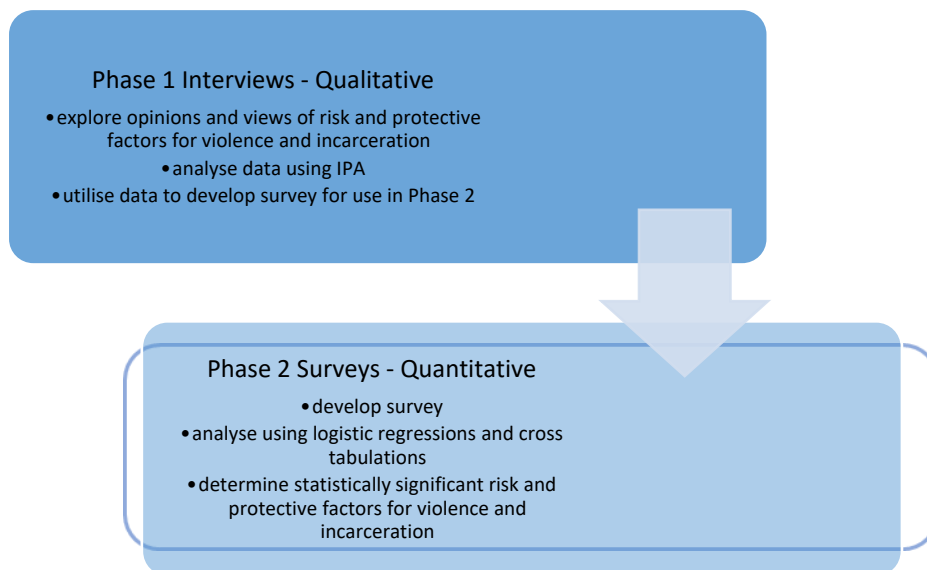 Phase 1 Interviews - Qualitative
•explore opinions and views of risk and protective
factors for violence and incarceration
•analyse data using IPA
•utilise data to develop survey for use in Phase 2
Phase 2 Surveys - Quantitative
•develop survey
•analyse using logistic regressions and cross
tabulations
•determine statistically significant risk and
protective factors for violence and
incarceration